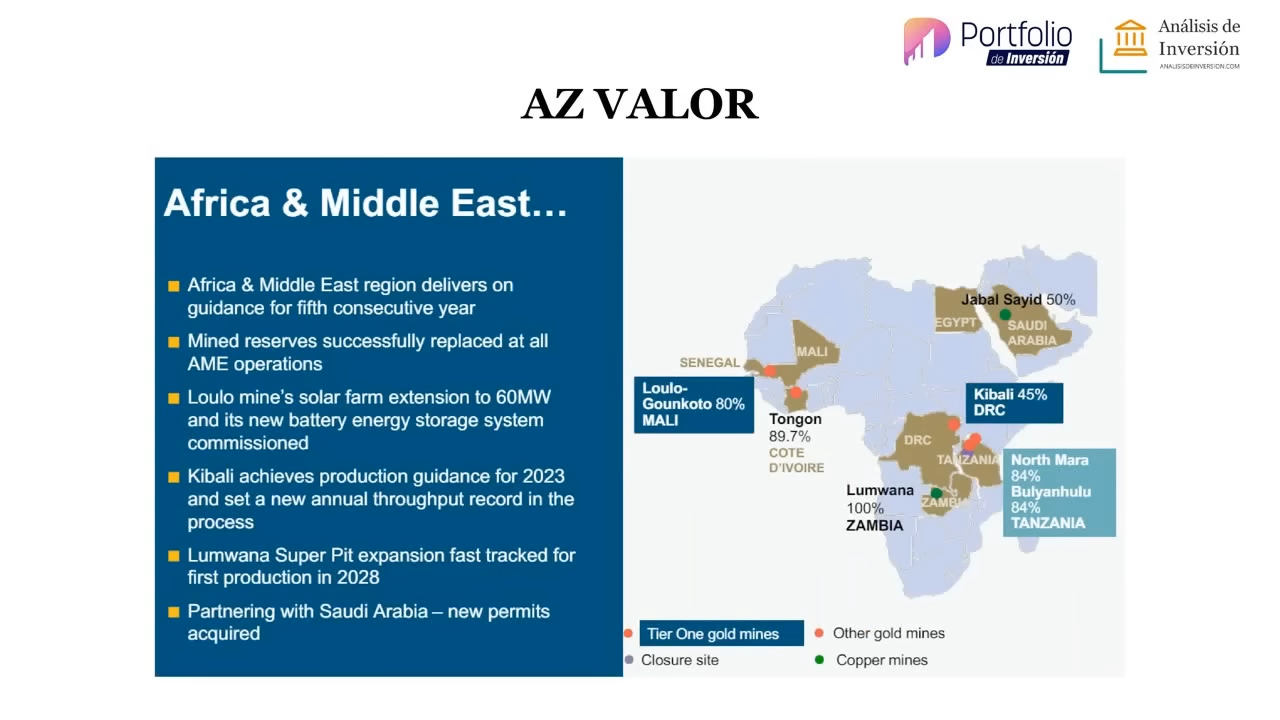 Portfolio
de Inversión
Análisis de
Inversión
ANALISISDEINVERSION.COM
AZ VALOR
Africa & Middle East…
Africa & Middle East region delivers on
guidance for fifth consecutive year
Mined reserves successfully replaced at all
AME operations
Loulo mine’s solar farm extension to 60MW
and its new battery energy storage system
commissioned
Kibali achieves production guidance for 2023
and set a new annual throughput record in the
process
Lumwana Super Pit expansion fast tracked for
first production in 2028
Partnering with Saudi Arabia – new permits
acquired
Jabal Sayid 50%
EGYPT
SAUDI
ARABIA
MALI
SENEGAL
Loulo-
Gounkoto 80%
MALI
Kibali 45%
DRC
Tongon
89.7%
COTE
D’IVOIRE
DRC
TANZANIA
North Mara
84%
Bulyanhulu
84%
TANZANIA
Lumwana
100%
ZAMBIA
ZAMBIA
Tier One gold mines
Other gold mines
Closure site
Copper mines